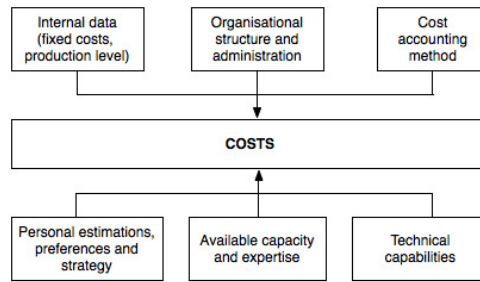 Internal data
(fixed costs,
production level)
Organisational
structure and
administration
Cost
accounting
method
COSTS
Personal estimations,
preferences and
strategy
Available capacity
and expertise
Technical
capabilities